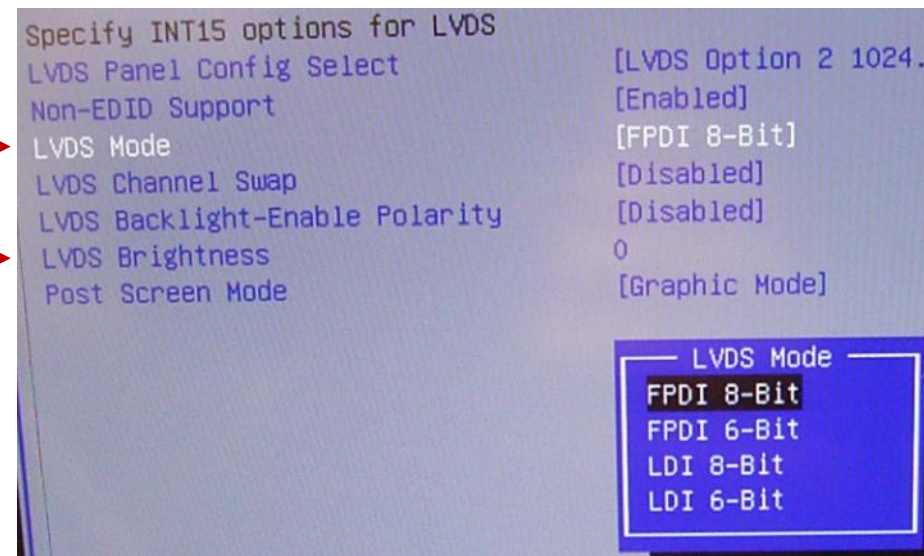 Specify INT15 options for LVDS
LVDS Panel Config Select [LVDS Option 2 1024.
Non-EDID Support [Enabled]
LVDS Mode [FPDI 8-Bit]
LVDS Channel Swap [Disabled]
LVDS Backlight-Enable Polarity [Disabled]
LVDS Brightness 0
Post Screen Mode [Graphic Mode]
LVDS Mode
FPDI 8-Bit
FPDI 6-Bit
LDI 8-Bit
LDI 6-Bit